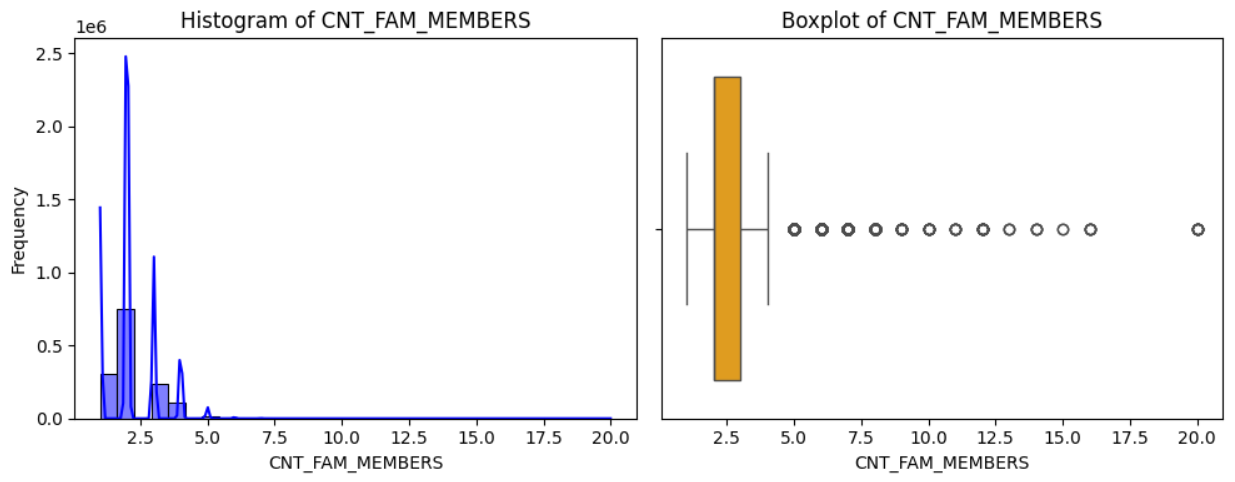 Histogram of CNT_FAM_MEMBERS
1e6
2.5
2.0
1.5
1.0
0.5
0.0
Frequency
2.5 5.0 7.5 10.0 12.5 15.0 17.5 20.0
CNT_FAM_MEMBERS
Boxplot of CNT_FAM_MEMBERS
2.5 5.0 7.5 10.0 12.5 15.0 17.5 20.0
CNT_FAM_MEMBERS